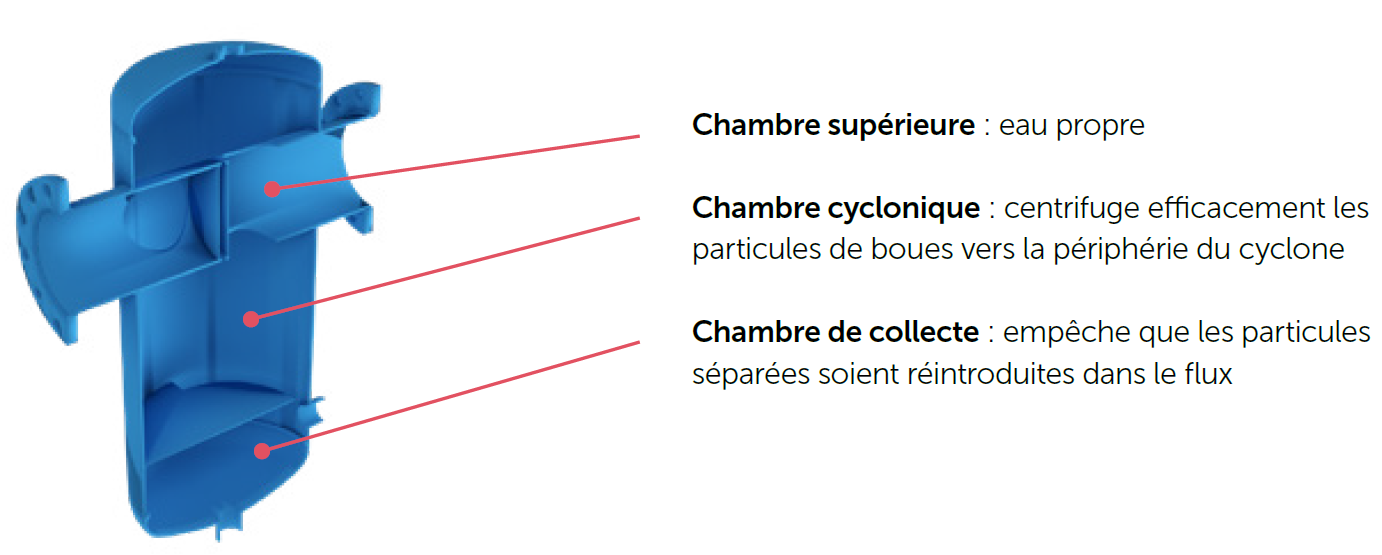 Chambre supérieure : eau propre
Chambre cyclonique : centrifuge efficacement les
particules de boues vers la périphérie du cyclone
Chambre de collecte : empêche que les particules
séparées soient réintroduites dans le flux